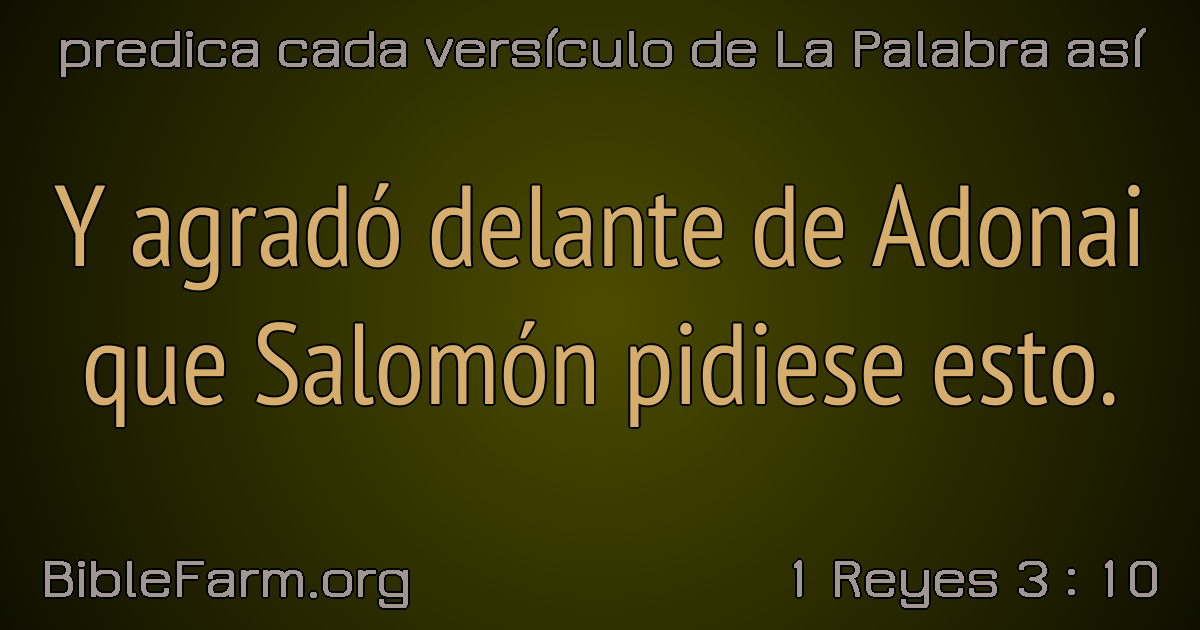 predica cada versículo de La Palabra así
Y agradó delante de Adonai
que Salomón pidiese esto.
BibleFarm.org
1 Reyes 3 : 10